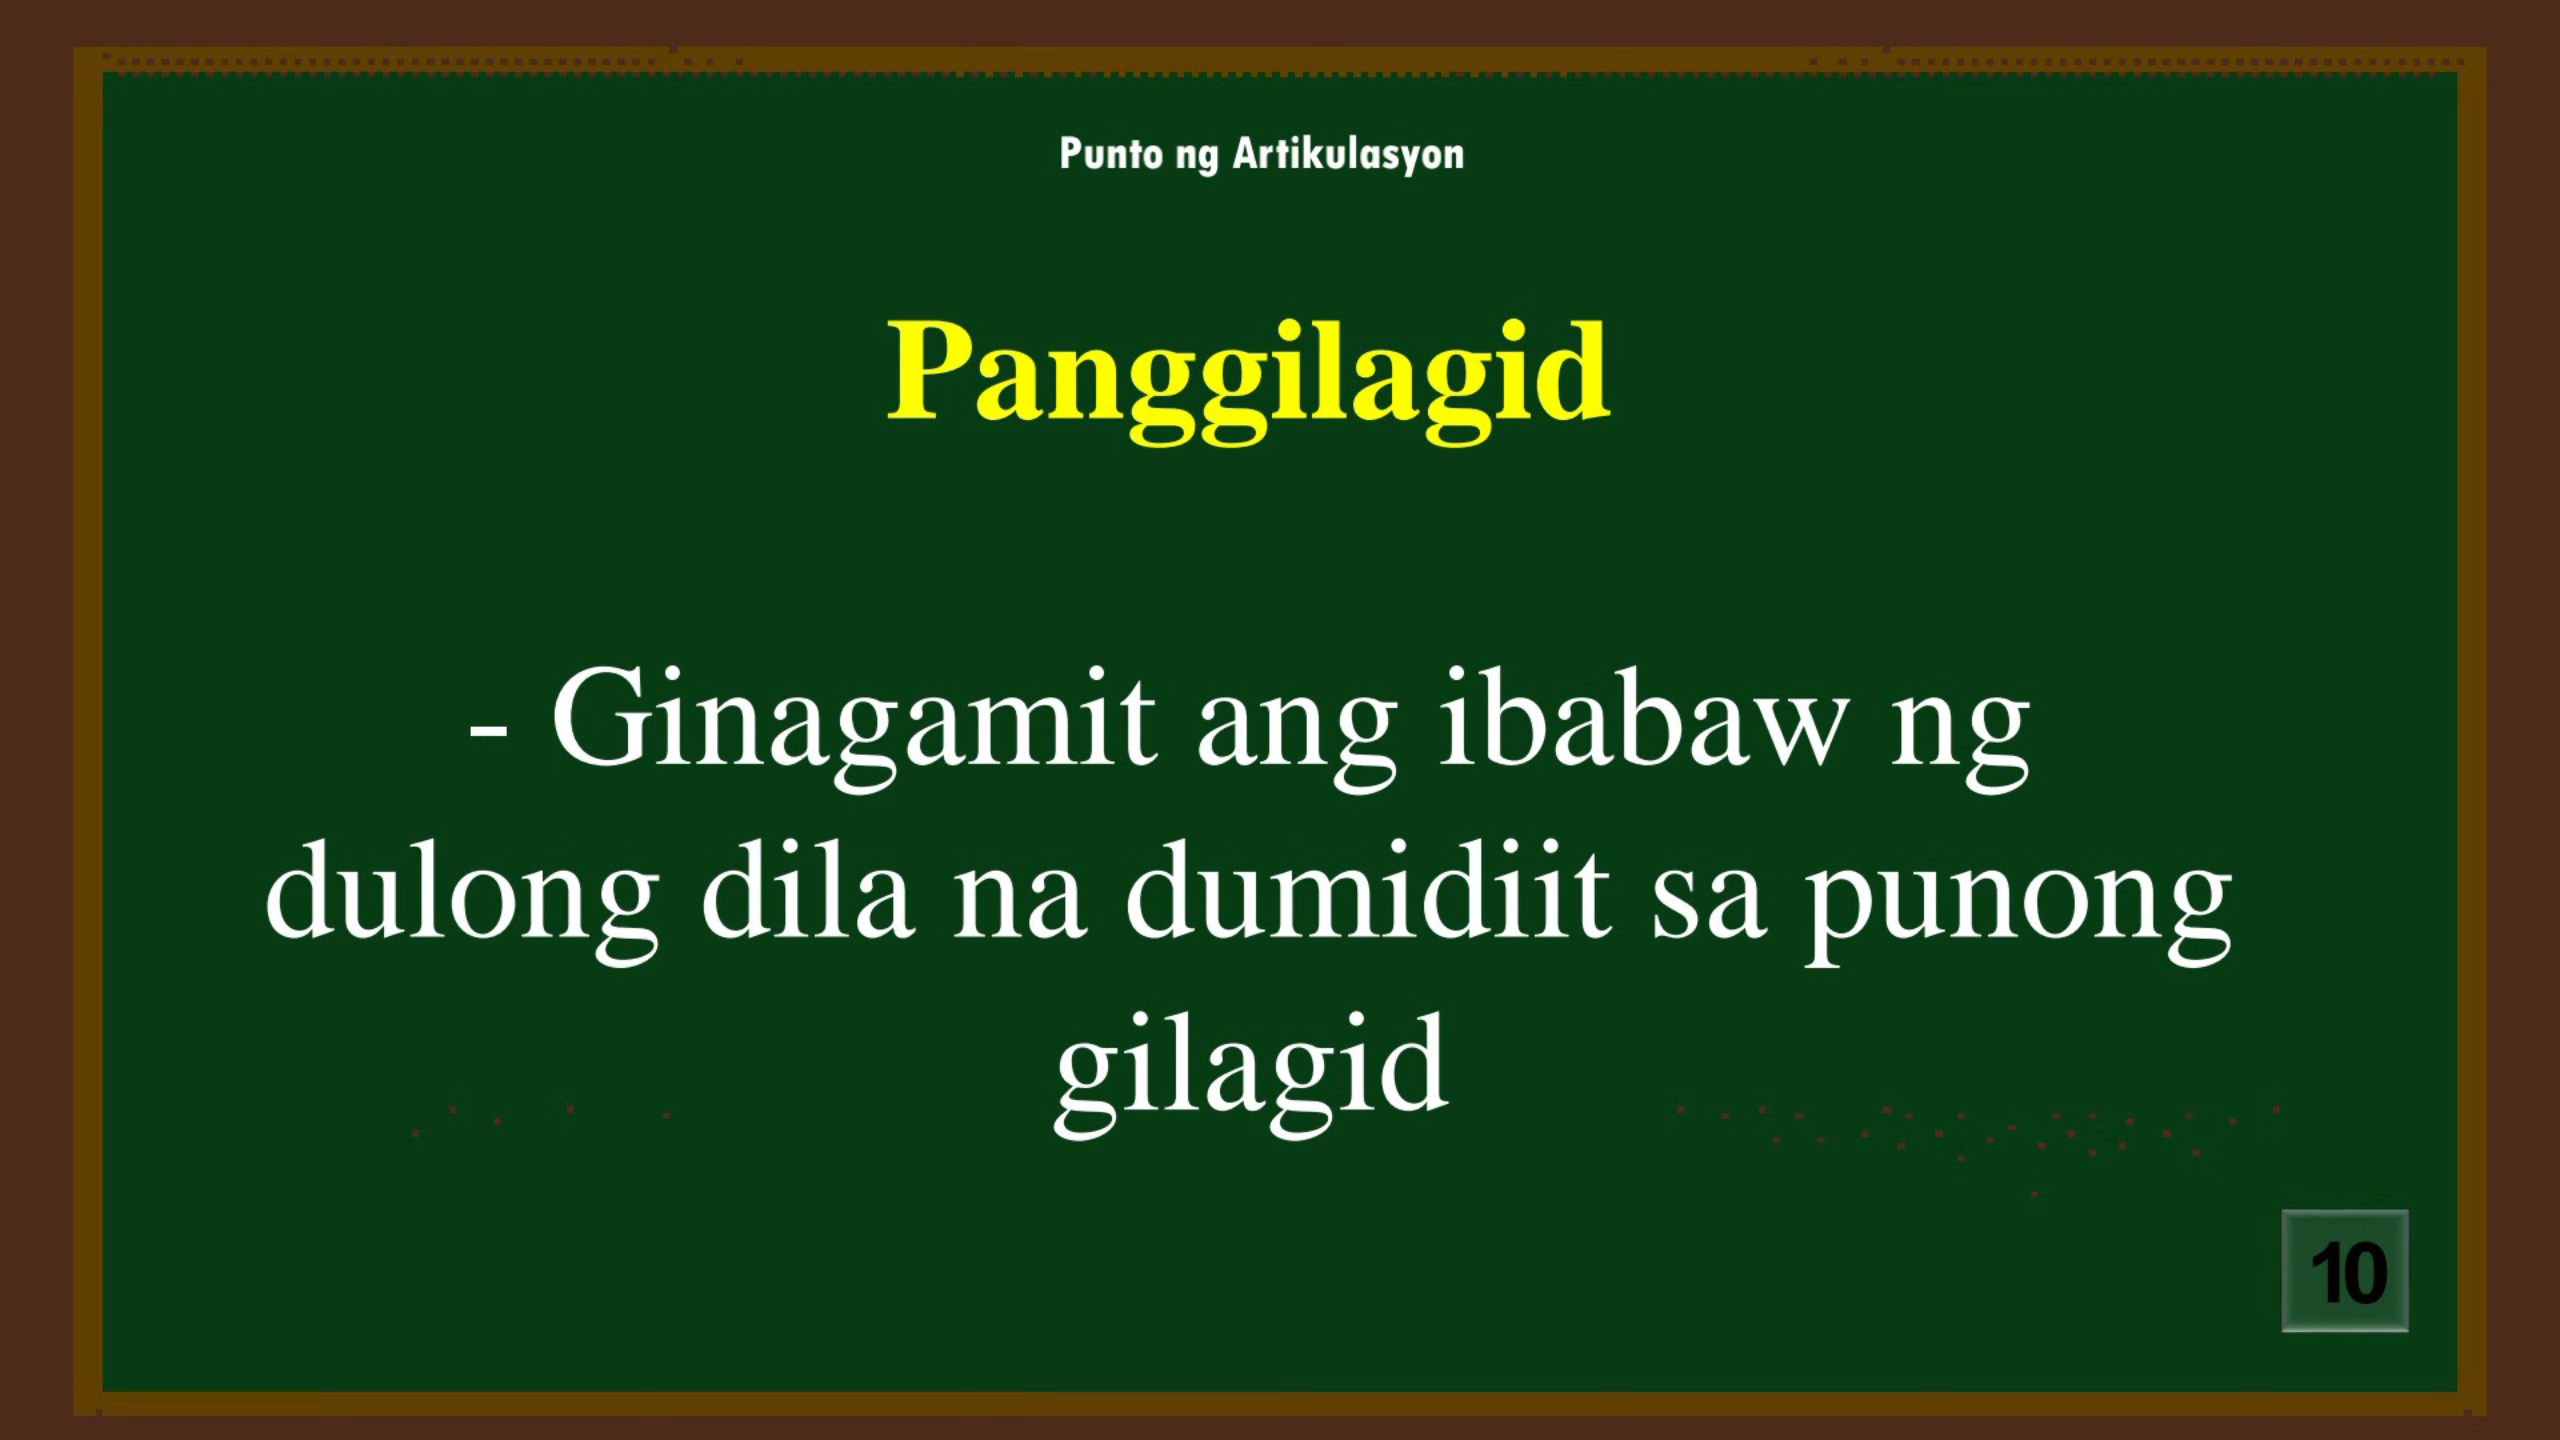 Punto ng Artikulasyon
Panggilagid
- Ginagamit ang ibabaw ng
dulong dila na dumidiit sa punong
gilagid
10